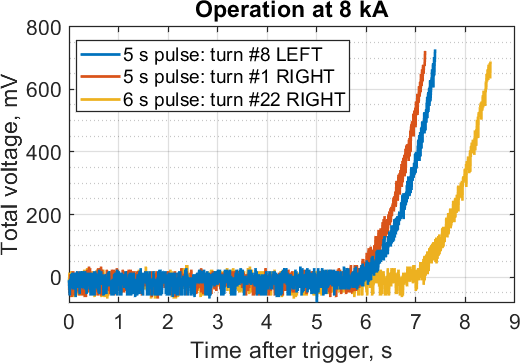 Operation at 8 kA
800
600
400
200
0
Total voltage, mV
5 s pulse: turn #8 LEFT
5 s pulse: turn #1 RIGHT
6 s pulse: turn #22 RIGHT
0 1 2 3 4 5 6 7 8 9
Time after trigger, s